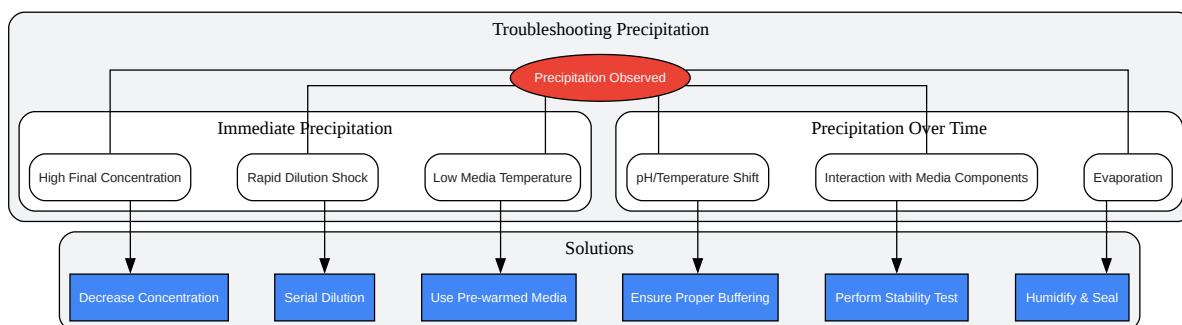 Troubleshooting Precipitation
Precipitation Observed
Immediate Precipitation
Precipitation Over Time
High Final Concentration
Rapid Dilution Shock
Low Media Temperature
pH/Temperature Shift
Interaction with Media Components
Evaporation
Solutions
Decrease Concentration
Serial Dilution
Use Pre-warmed Media
Ensure Proper Buffering
Perform Stability Test
Humidify & Seal